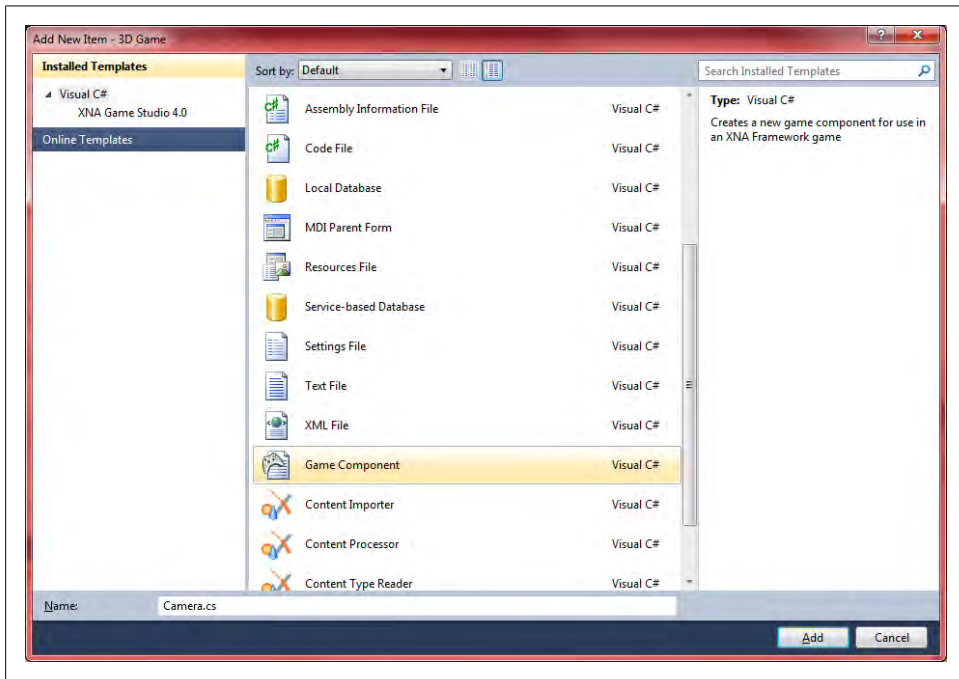 Add New Item - 3D Game
Installed Templates
Visual C#
XNA Game Studio 4.0
Online Templates
Sort by: Default
Search Installed Templates
Assembly Information File Visual C#
Code File Visual C#
Local Database Visual C#
MDI Parent Form Visual C#
Resources File Visual C#
Service-based Database Visual C#
Settings File Visual C#
Text File Visual C#
XML File Visual C#
Game Component Visual C#
Content Importer Visual C#
Content Processor Visual C#
Content Type Reader Visual C#
Type: Visual C#
Creates a new game component for use in
an XNA Framework game
Name: Camera.cs
Add Cancel